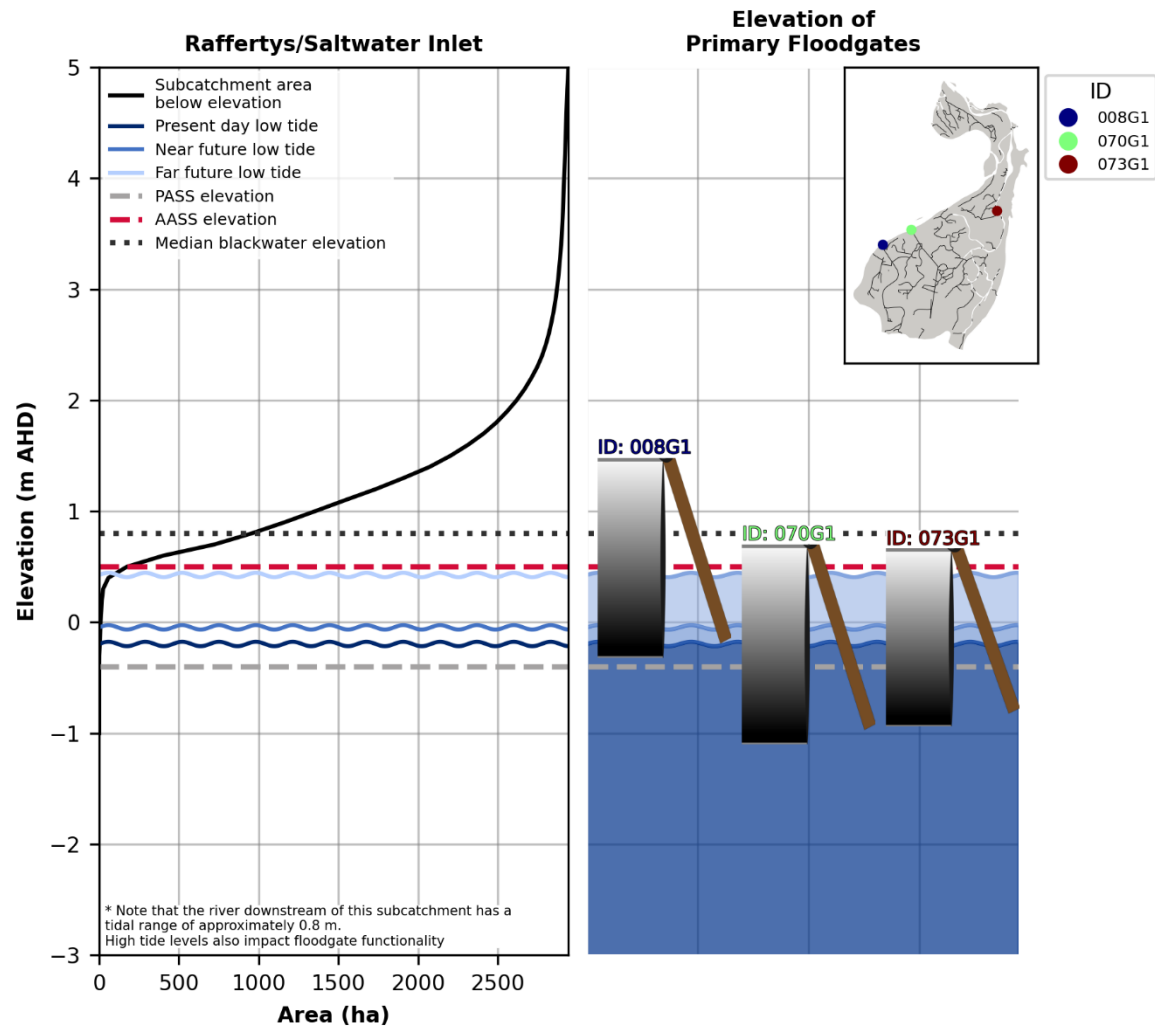 Raffertys/Saltwater Inlet
Elevation of
Primary Floodgates
5
4
3
2
1
0
−1
−2
−3
Elevation (m AHD)
Subcatchment area
below elevation
Present day low tide
Near future low tide
Far future low tide
PASS elevation
AASS elevation
Median blackwater elevation
* Note that the river downstream of this subcatchment has a
tidal range of approximately 0.8 m.
High tide levels also impact floodgate functionality
0
500
1000
1500
2000
2500
Area (ha)
ID: 008G1
ID: 070G1
ID: 073G1
ID
008G1
070G1
073G1